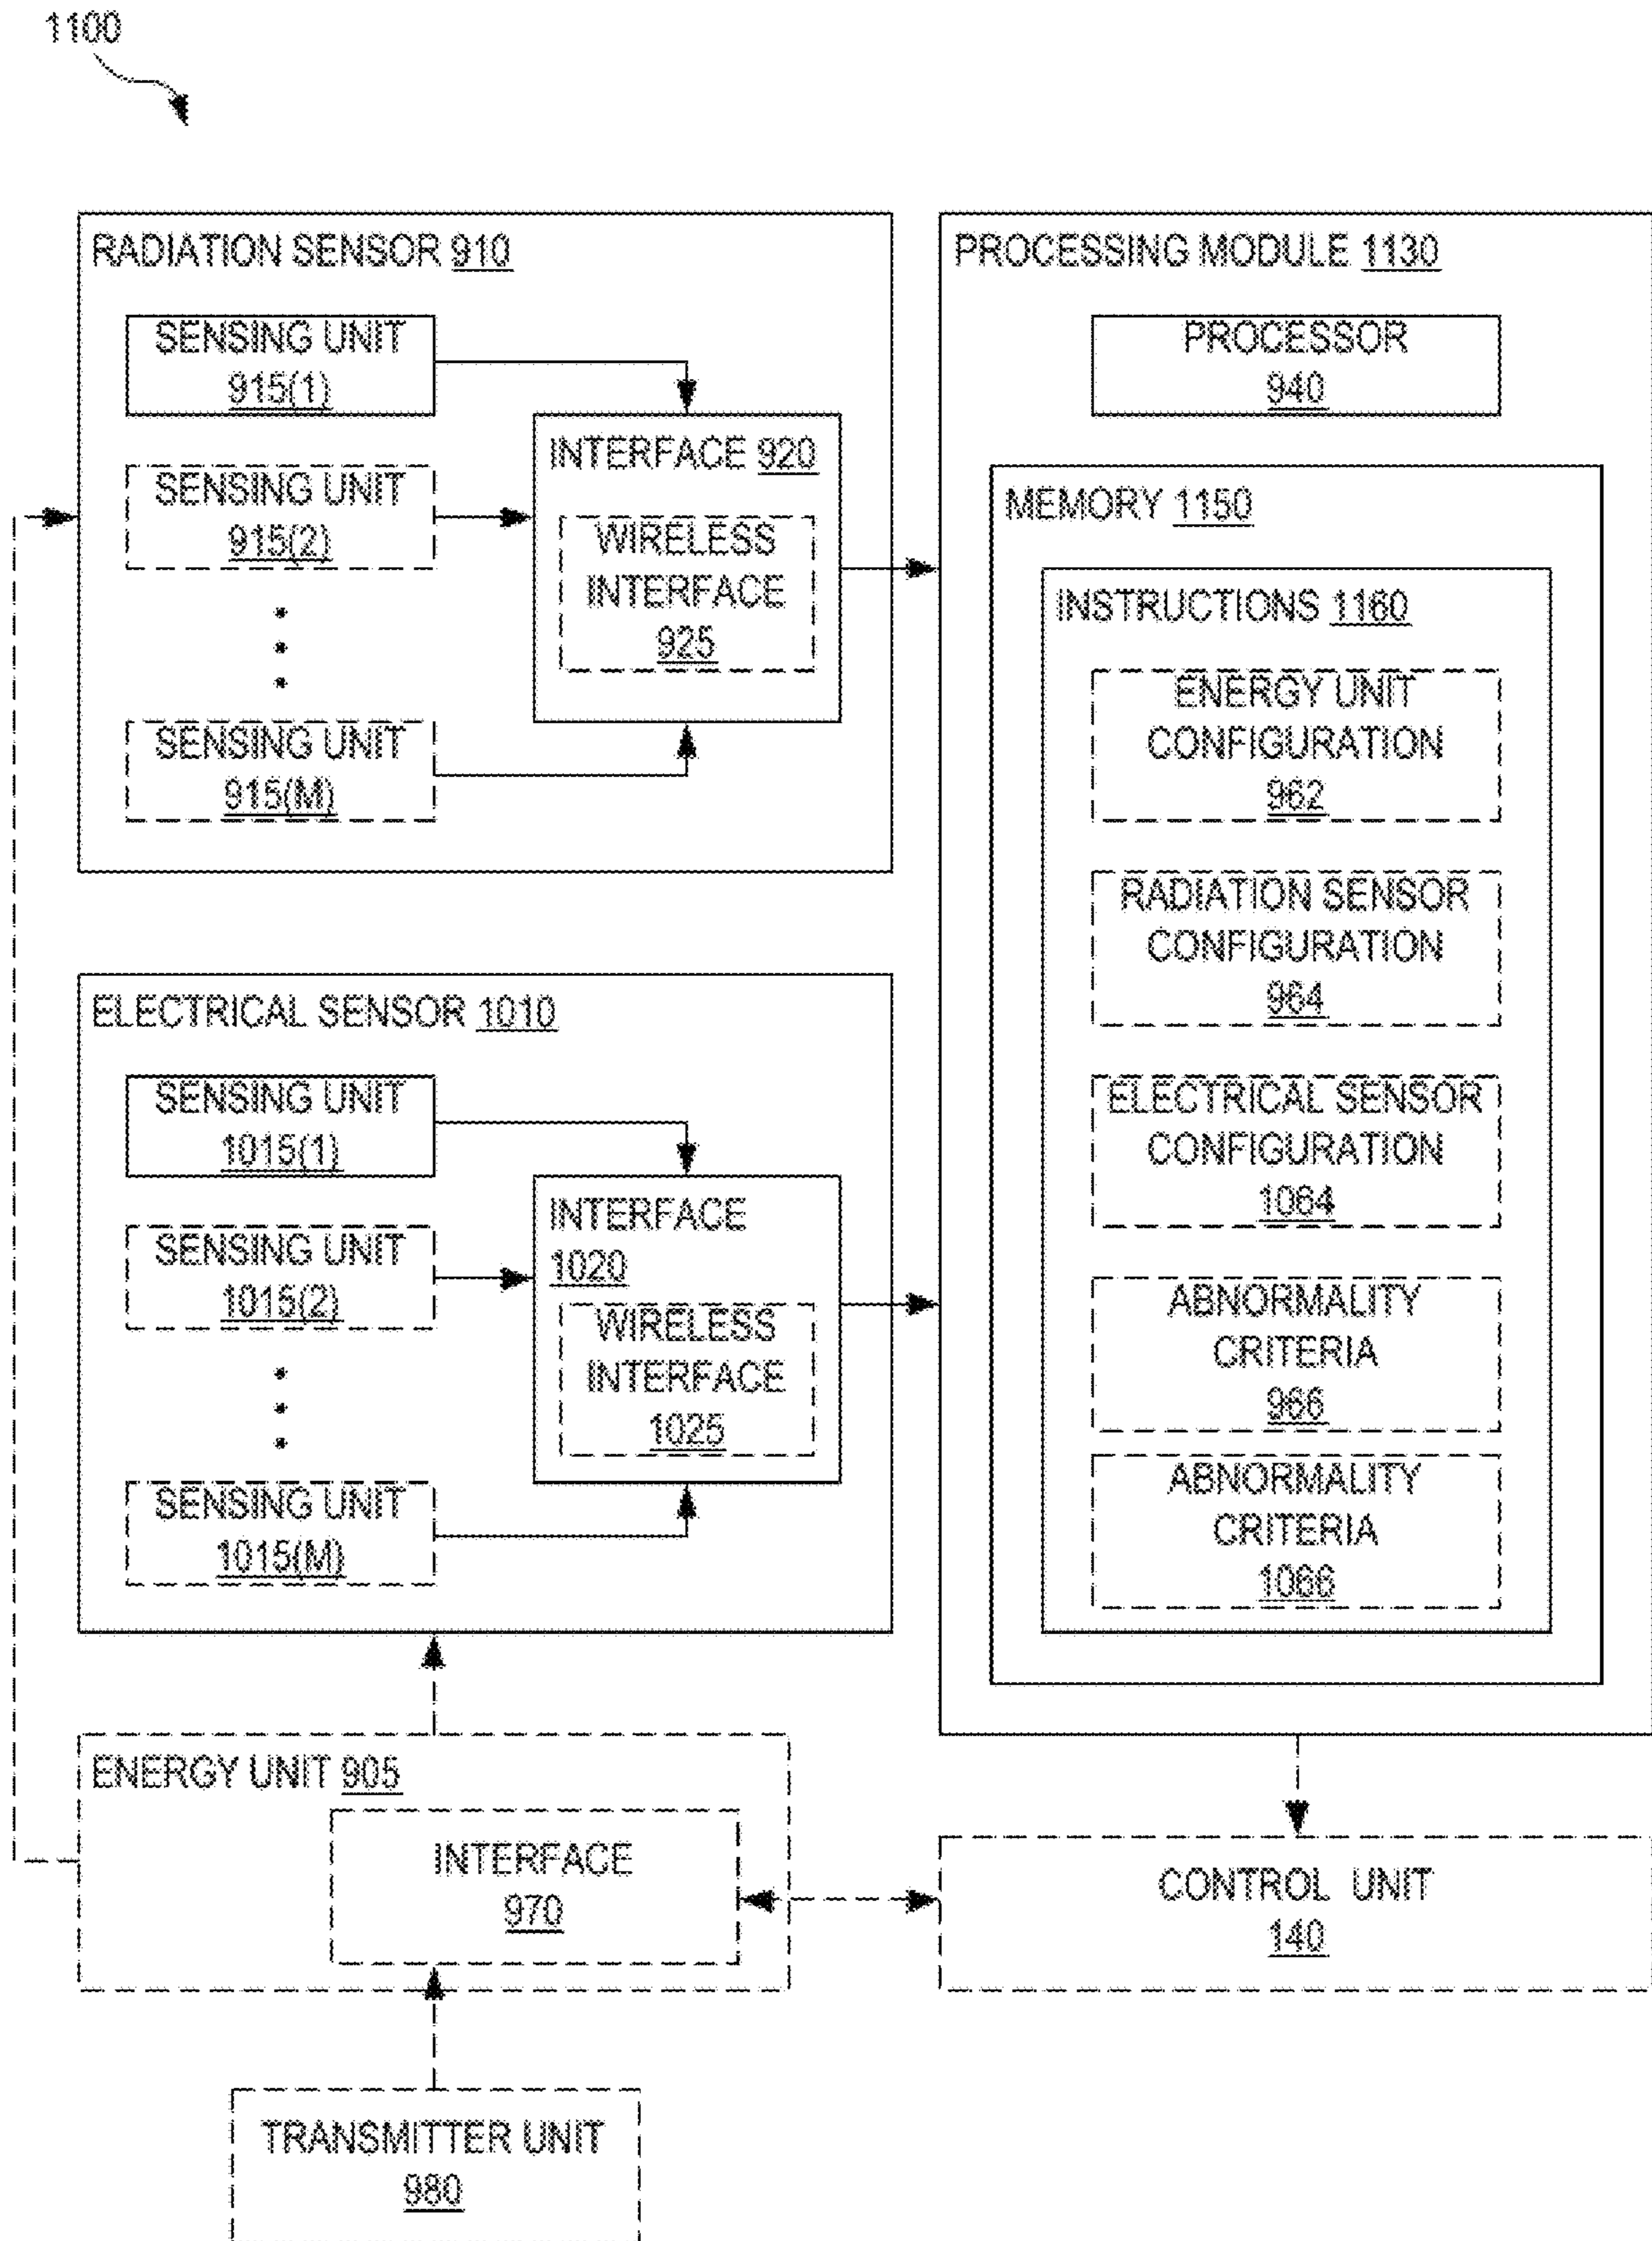 1100
RADIATION SENSOR 910
SENSING UNIT
915(1)
SENSING UNIT
915(2)
SENSING UNIT
915(M)
INTERFACE 920
WIRELESS
INTERFACE
925
PROCESSING MODULE 1130
PROCESSOR
940
MEMORY 1150
INSTRUCTIONS 1160
ENERGY UNIT
CONFIGURATION
962
RADIATION SENSOR
CONFIGURATION
964
ELECTRICAL SENSOR
CONFIGURATION
1064
ABNORMALITY
CRITERIA
966
ABNORMALITY
CRITERIA
1066
ELECTRICAL SENSOR 1010
SENSING UNIT
1015(1)
SENSING UNIT
1015(2)
SENSING UNIT
1015(M)
INTERFACE
1020
WIRELESS
INTERFACE
1025
ENERGY UNIT 905
INTERFACE
970
CONTROL UNIT
140
TRANSMITTER UNIT
980